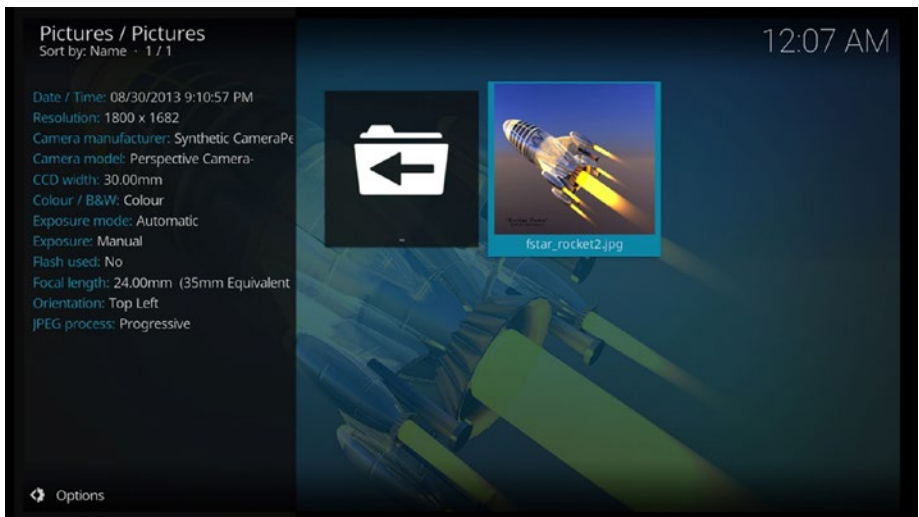 Pictures / Pictures
Sort by: Name · 1 / 1
12:07 AM
Date / Time: 08/30/2013 9:10:57 PM
Resolution: 1800 x 1682
Camera manufacturer: Synthetic CameraPe
Camera model: Perspective Camera-
CCD width: 30.00mm
Colour / B&W: Colour
Exposure mode: Automatic
Exposure: Manual
Flash used: No
Focal length: 24.00mm (35mm Equivalent
Orientation: Top Left
JPEG process: Progressive
..
fstar_rocket2.jpg
Options